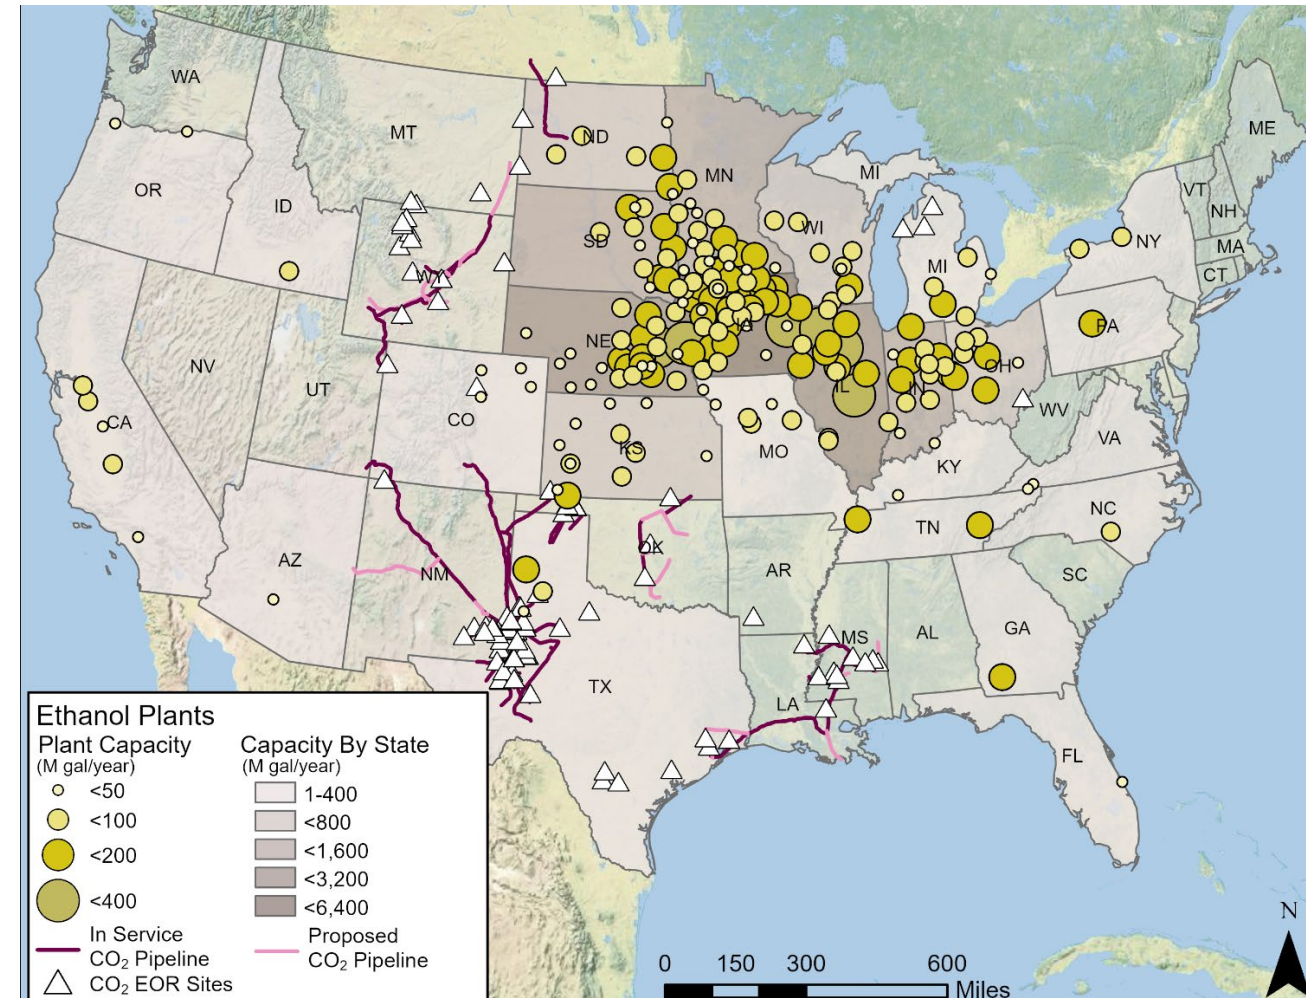 WA
MT
ND
MN
MI
ME
OR
ID
VT
NH
SD
WI
NY
MA
CT
MI
WY
PA
IA
NE
NV
UT
OH
IL
IN
CA
CO
WV
KS
MO
VA
KY
NC
TN
OK
AZ
NM
AR
SC
MS
AL
GA
TX
LA
FL
Ethanol Plants
Plant Capacity
(M gal/year)
<50
<100
<200
<400
In Service
CO₂ Pipeline
CO₂ EOR Sites
Capacity By State
(M gal/year)
1-400
<800
<1,600
<3,200
<6,400
Proposed
CO₂ Pipeline
N
0 150 300 600
Miles